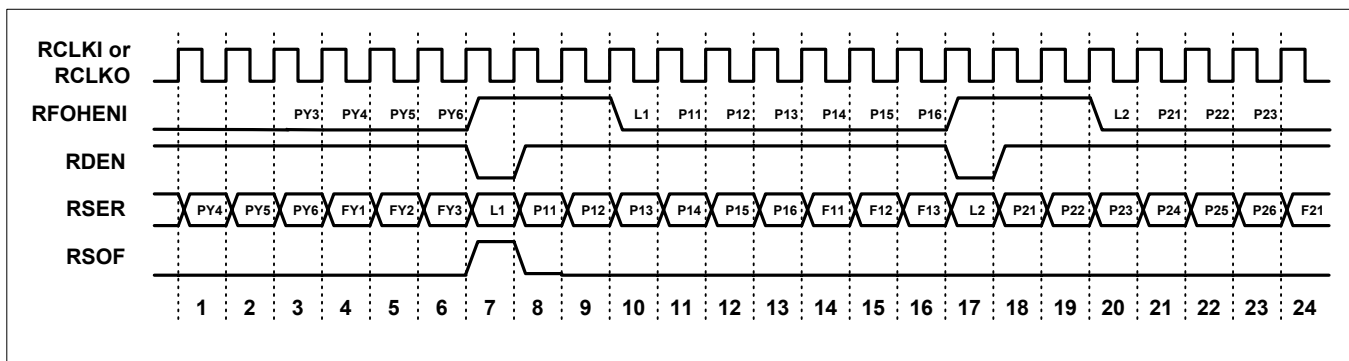 RCLKI or
RCLKO
RFOHENI PY3 PY4 PY5 PY6 L1 P11 P12 P13 P14 P15 P16 L2 P21 P22 P23
RDEN
RSER PY4 PY5 PY6 FY1 FY2 FY3 L1 P11 P12 P13 P14 P15 P16 F11 F12 F13 L2 P21 P22 P23 P24 P25 P26 F21
RSOF
1 2 3 4 5 6 7 8 9 10 11 12 13 14 15 16 17 18 19 20 21 22 23 24